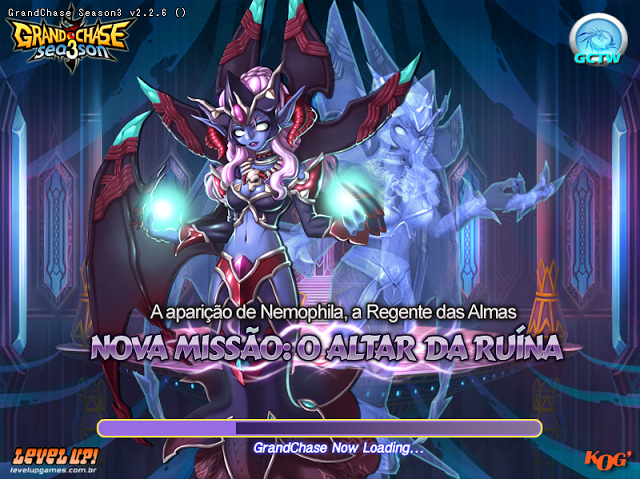 GrandChase Season3 v2.2.6 ()
GRAND CHASE
sea3son
GCTW
A aparição de Nemophila, a Regente das Almas
NOVA MISSÃO: O ALTAR DA RUÍNA
GrandChase Now Loading...
LEVEL UP!
levelupgames.com.br
KOG'